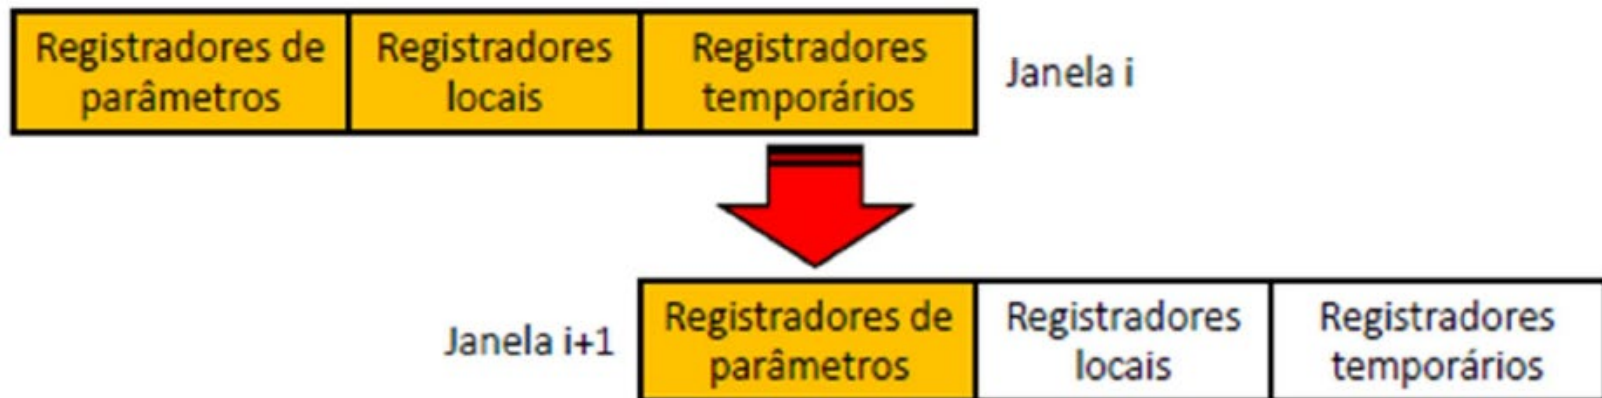 Registradores de
parâmetros
Registradores
locais
Registradores
temporários
Janela i
Janela i+1
Registradores de
parâmetros
Registradores
locais
Registradores
temporários